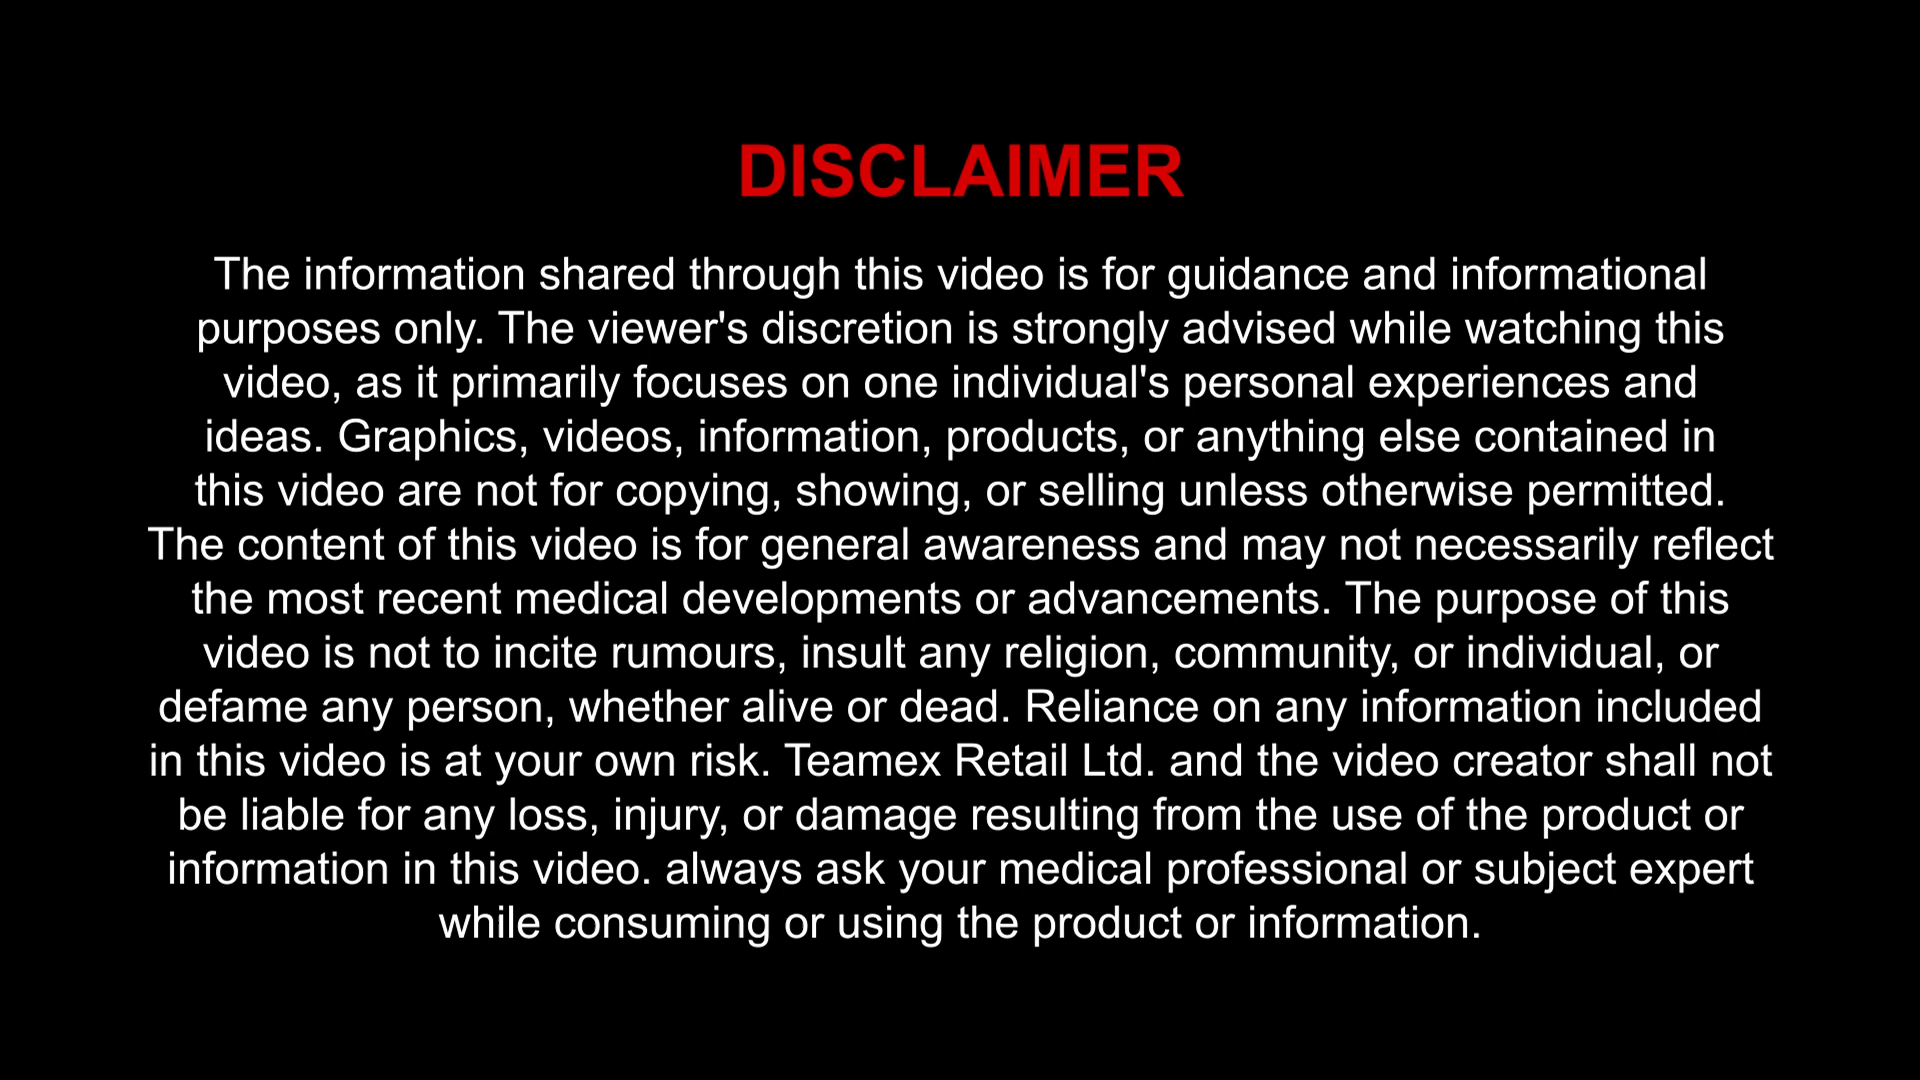 DISCLAIMER
The information shared through this video is for guidance and informational
purposes only. The viewer's discretion is strongly advised while watching this
video, as it primarily focuses on one individual's personal experiences and
ideas. Graphics, videos, information, products, or anything else contained in
this video are not for copying, showing, or selling unless otherwise permitted.
The content of this video is for general awareness and may not necessarily reflect
the most recent medical developments or advancements. The purpose of this
video is not to incite rumours, insult any religion, community, or individual, or
defame any person, whether alive or dead. Reliance on any information included
in this video is at your own risk. Teamex Retail Ltd. and the video creator shall not
be liable for any loss, injury, or damage resulting from the use of the product or
information in this video. always ask your medical professional or subject expert
while consuming or using the product or information.